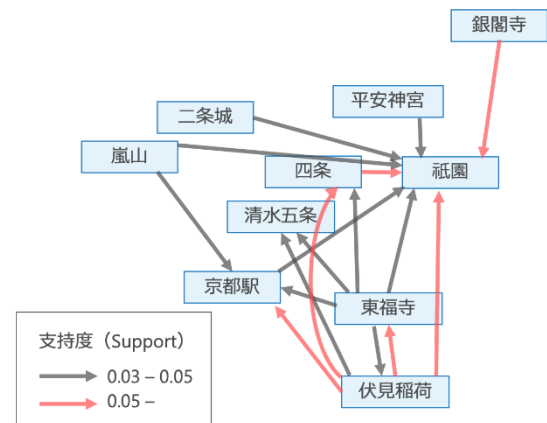 銀閣寺
平安神宮
二条城
嵐山
四条
祇園
清水五条
京都駅
東福寺
伏見稲荷
支持度（Support）
0.03 – 0.05
0.05 –